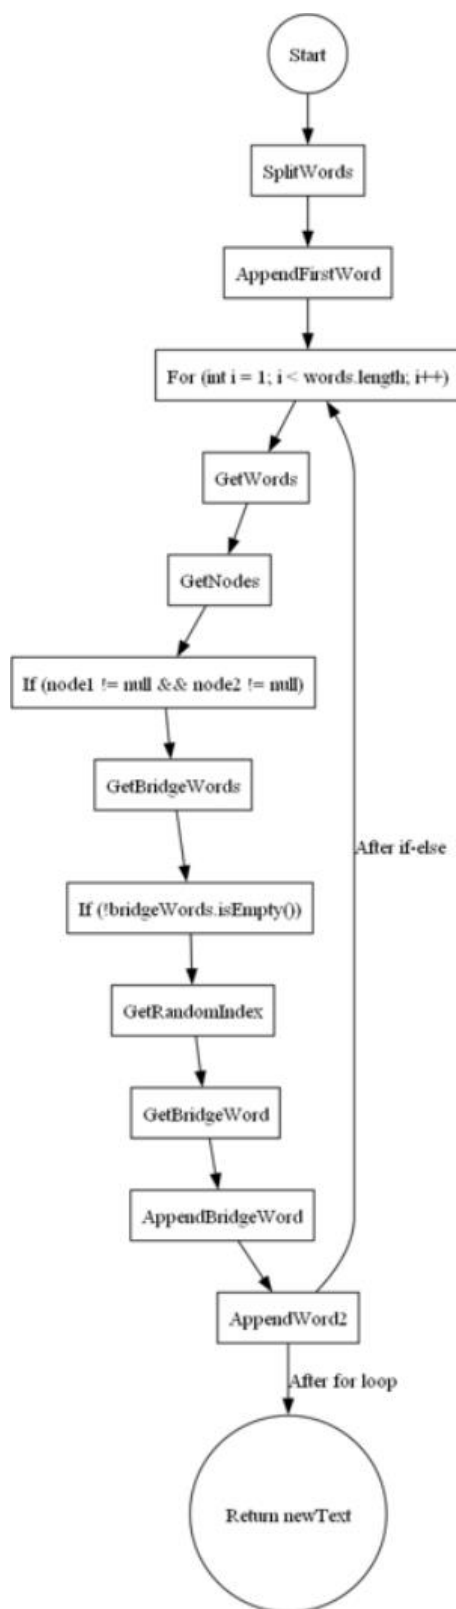 Start
SplitWords
AppendFirstWord
For (int i = 1; i < words.length; i++)
GetWords
GetNodes
If (node1 != null && node2 != null)
GetBridgeWords
After if-else
If (!bridgeWords.isEmpty())
GetRandomIndex
GetBridgeWord
AppendBridgeWord
AppendWord2
After for loop
Return newText